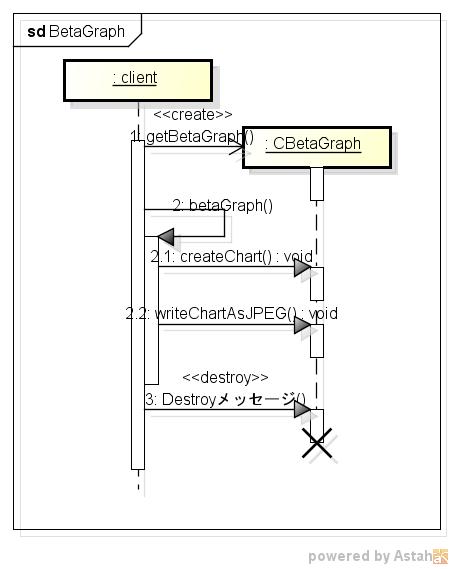 sd BetaGraph
: client
<<create>>
1: getBetaGraph()
: CBetaGraph
2: betaGraph()
2.1: createChart() : void
2.2: writeChartAsJPEG() : void
<<destroy>>
3: Destroyメッセージ()
powered by Astah